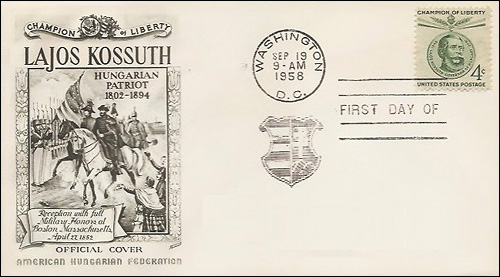 CHAMPION of LIBERTY
LAJOS KOSSUTH
HUNGARIAN
PATRIOT
1802-1894
Reception with full
Military Honors at
Boston, Massachusetts,
April 27, 1852
OFFICIAL COVER
AMERICAN HUNGARIAN FEDERATION
WASHINGTON
SEP 19
9-AM
1958
D.C.
FIRST DAY OF
CHAMPION OF LIBERTY
4¢
UNITED STATES POSTAGE